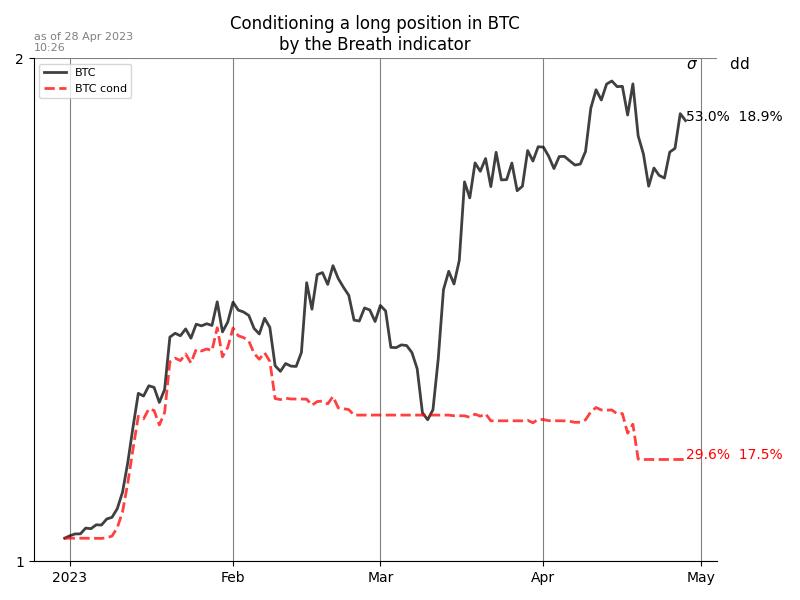 Conditioning a long position in BTC
by the Breath indicator
as of 28 Apr 2023
10:26
2
σ dd
BTC
BTC cond
53.0% 18.9%
29.6% 17.5%
1
2023 Feb Mar Apr May